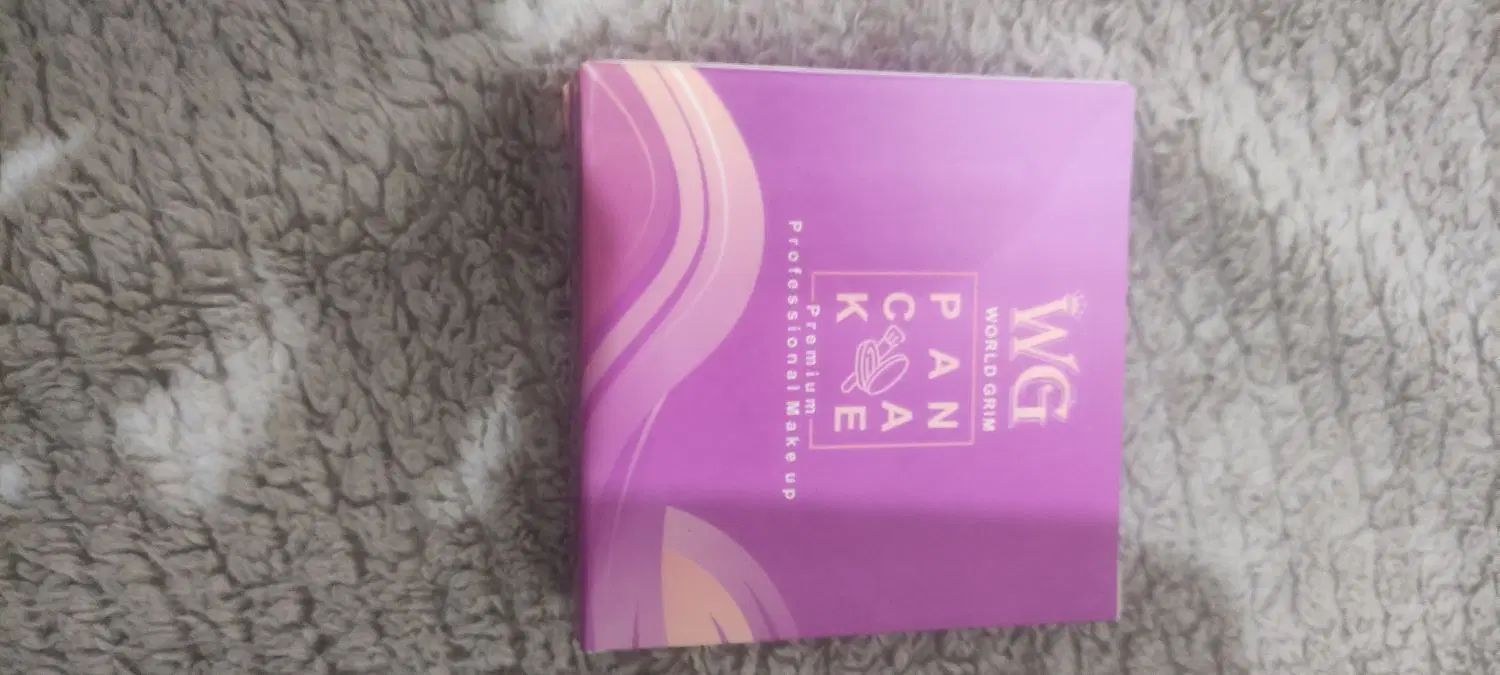 WG
WORLD GRIM
PAN
CA
KE
Premium
Professional Make up